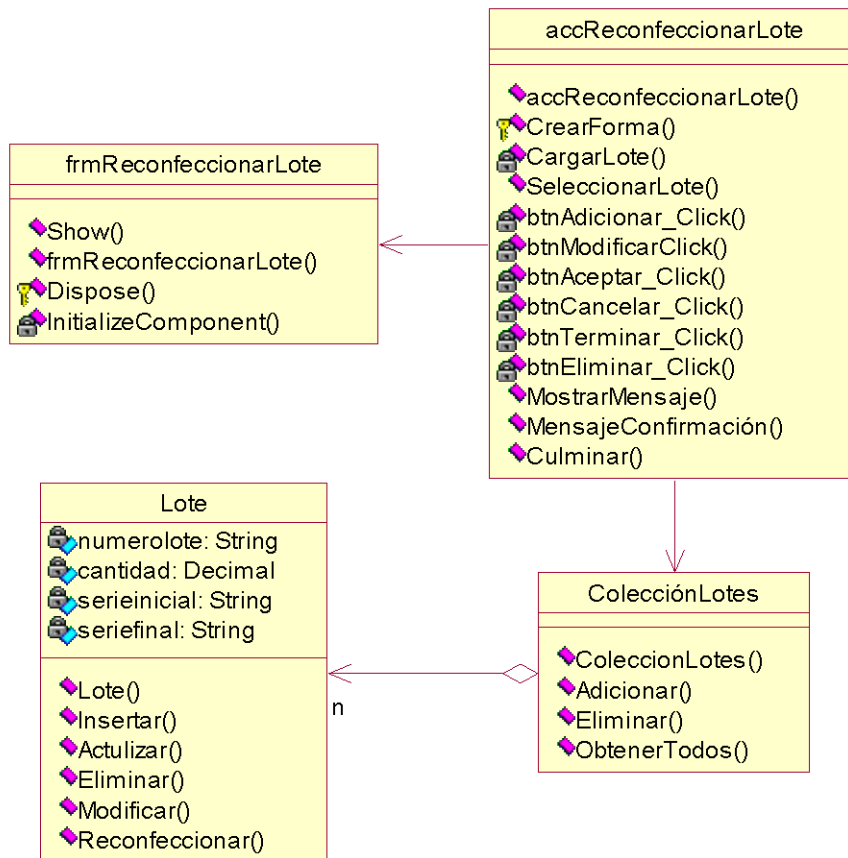 accReconfeccionarLote
accReconfeccionarLote()
CrearForma()
CargarLote()
SeleccionarLote()
btnAdicionar_Click()
btnModificarClick()
btnAceptar_Click()
btnCancelar_Click()
btnTerminar_Click()
btnEliminar_Click()
MostrarMensaje()
MensajeConfirmación()
Culminar()
frmReconfeccionarLote
Show()
frmReconfeccionarLote()
Dispose()
InitializeComponent()
Lote
numerolote: String
cantidad: Decimal
serieinicial: String
seriefinal: String
Lote()
Insertar()
Actulizar()
Eliminar()
Modificar()
Reconfeccionar()
n
ColecciónLotes
ColeccionLotes()
Adicionar()
Eliminar()
ObtenerTodos()